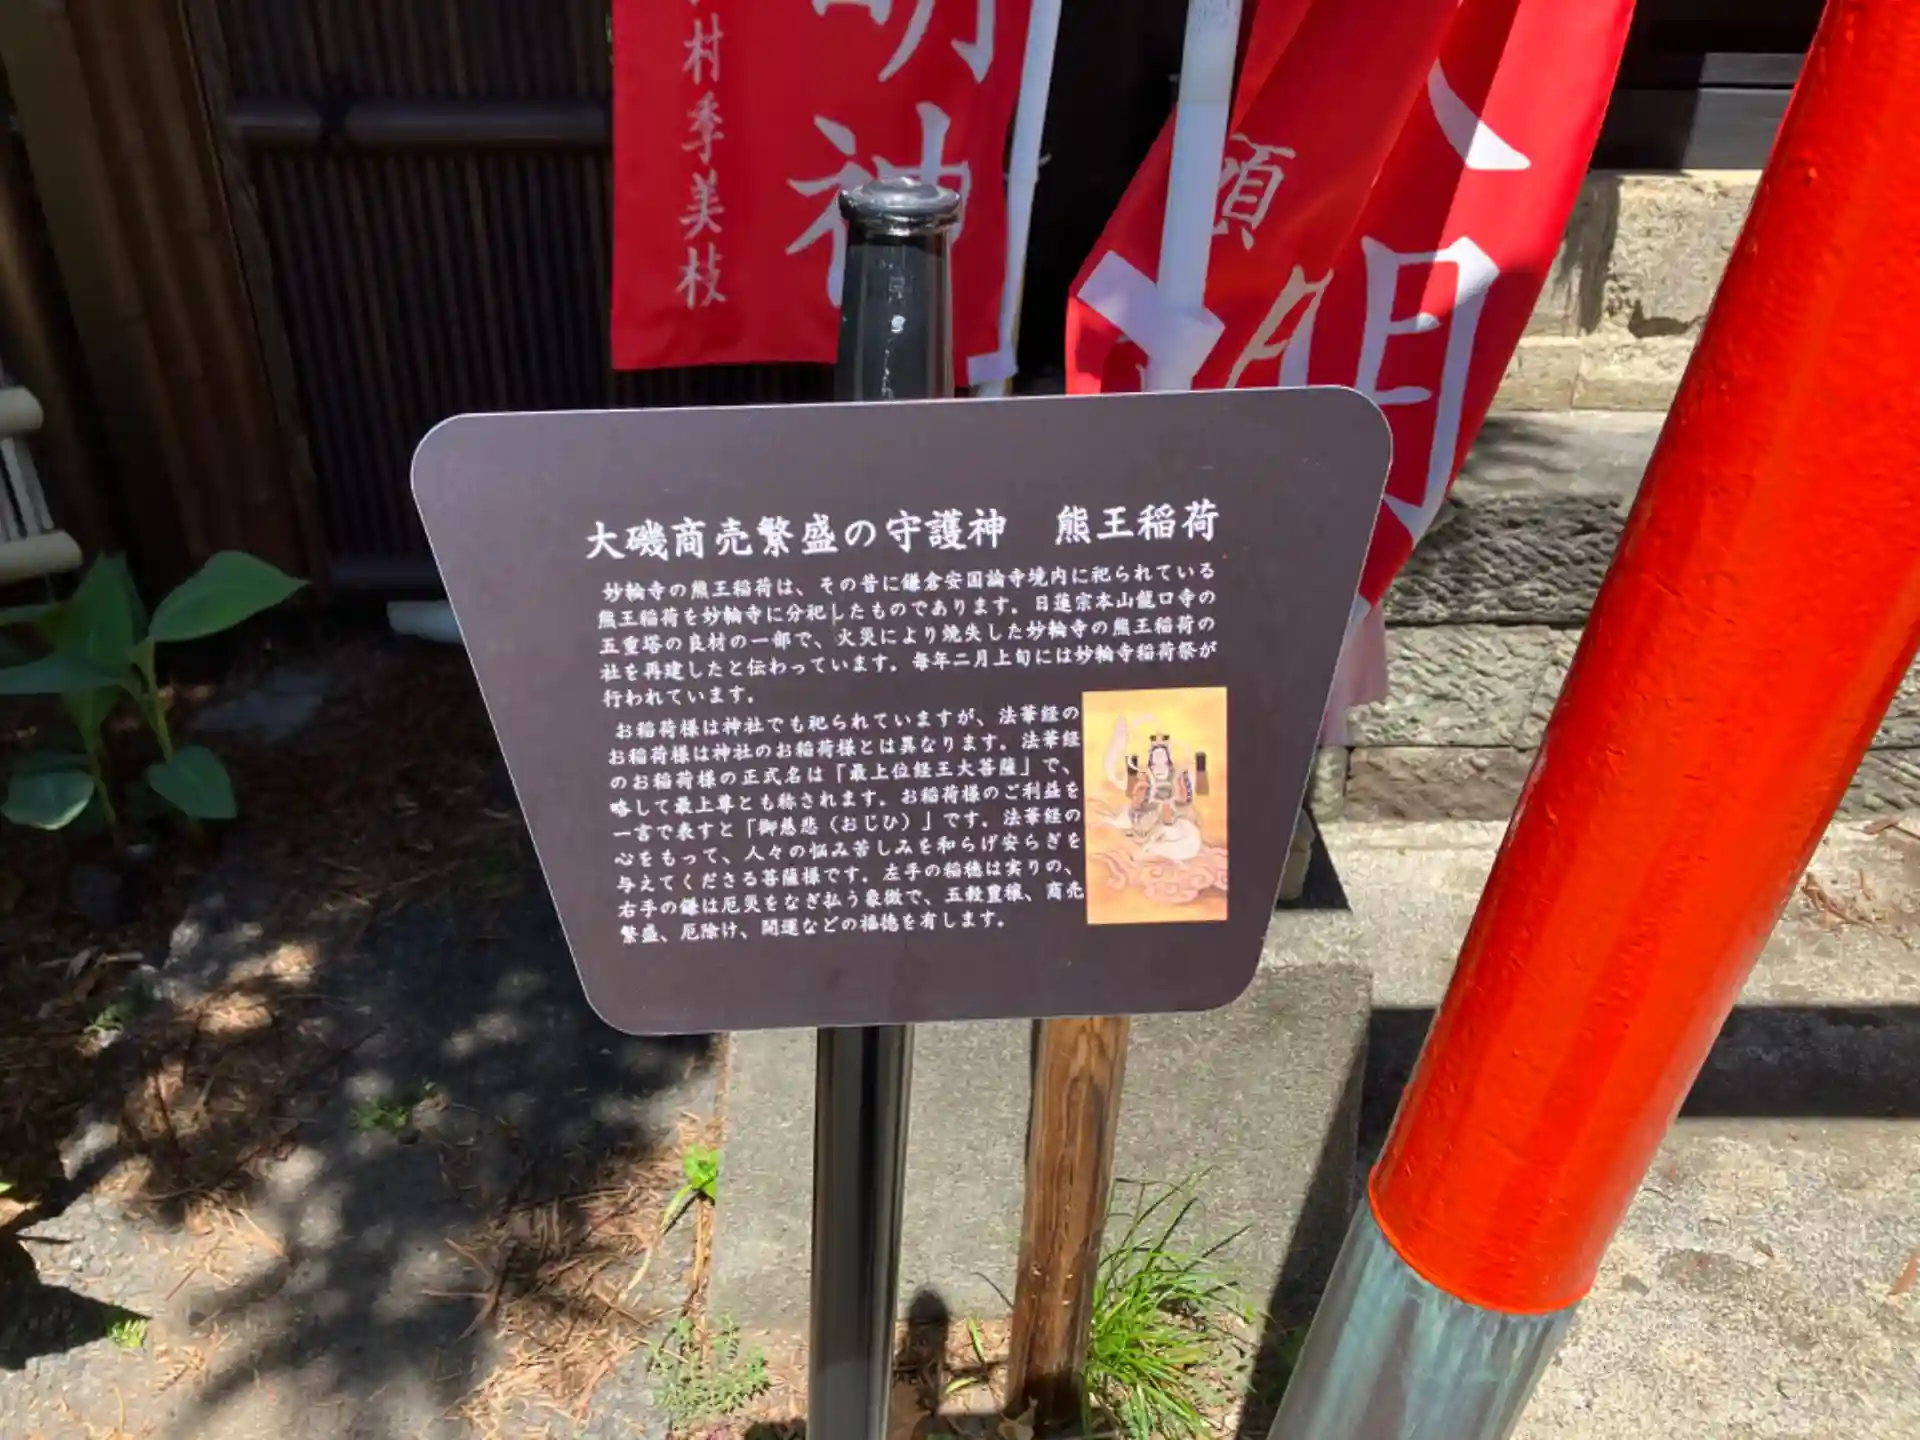 村季美枝
明神
願
明
大磯商売繁盛の守護神　熊王稲荷
妙輪寺の熊王稲荷は、その昔に鎌倉安国論寺境内に祀られている
熊王稲荷を妙輪寺に分祀したものであります。日蓮宗本山龍口寺の
五重塔の良材の一部で、火災により焼失した妙輪寺の熊王稲荷の
社を再建したと伝わっています。毎年二月上旬には妙輪寺稲荷祭が
行われています。
お稲荷様は神社でも祀られていますが、法華経の
お稲荷様は神社のお稲荷様とは異なります。法華経
のお稲荷様の正式名は「最上位経王大菩薩」で、
略して最上尊とも称されます。お稲荷様のご利益を
一言で表すと「御慈悲（おじひ）」です。法華経の
心をもって、人々の悩み苦しみを和らげ安らぎを
与えてくださる菩薩様です。左手の稲穂は実りの、
右手の鎌は厄災をなぎ払う象徴で、五穀豊穣、商売
繁盛、厄除け、開運などの福徳を有します。